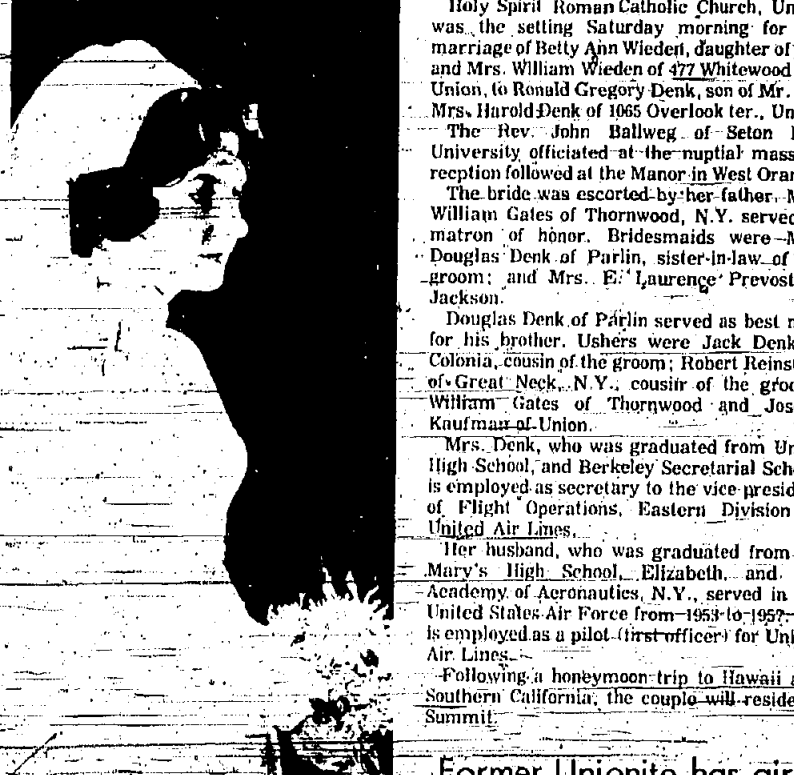 Holy Spirit Roman Catholic Church, Un
was the setting Saturday morning for
marriage of Betty Ann Wieden, daughter of
and Mrs. William Wieden of 477 Whitewood
Union, to Ronald Gregory Denk, son of Mr.
Mrs. Harold Denk of 1065 Overlook ter., Un
The Rev. John Ballweg of Seton
University officiated at the nuptial mass
reception followed at the Manor in West Oran
The bride was escorted by her father. M
William Gates of Thornwood, N.Y. served
matron of honor. Bridesmaids were M
Douglas Denk of Parlin, sister-in-law of
groom; and Mrs. E. Laurence Prevost
Jackson.
Douglas Denk of Parlin served as best m
for his brother. Ushers were Jack Denk
Colonia, cousin of the groom; Robert Reinst
of Great Neck, N.Y., cousin of the groo
William Gates of Thornwood and Jos
Kaufman of Union.
Mrs. Denk, who was graduated from Un
High School, and Berkeley Secretarial Sch
is employed as secretary to the vice presid
of Flight Operations, Eastern Division
United Air Lines.
Her husband, who was graduated from
Mary's High School, Elizabeth, and
Academy of Aeronautics, N.Y., served in
United States Air Force from 1953 to 1957.
is employed as a pilot (first officer) for Uni
Air Lines.
Following a honeymoon trip to Hawaii a
Southern California, the couple will reside
Summit.
Former Unionite has gir